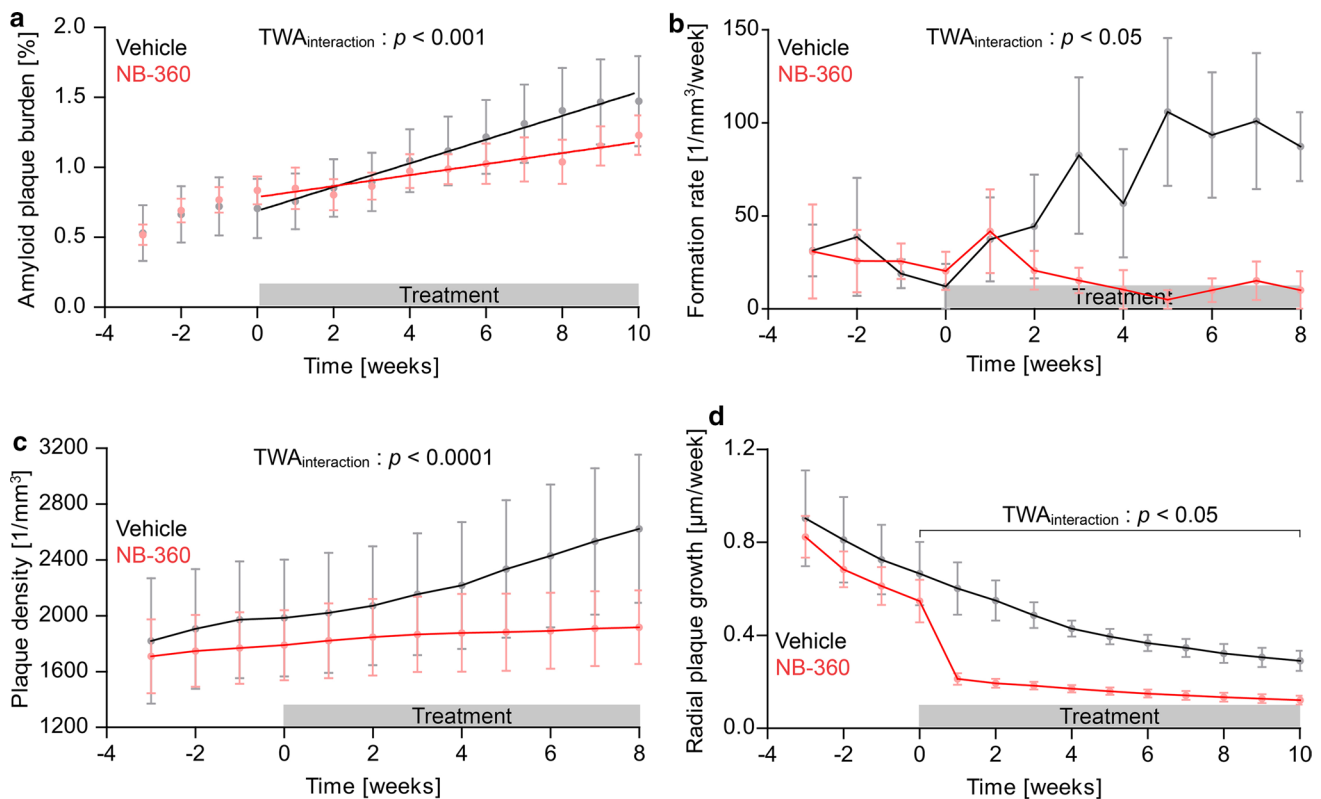 a
Amyloid plaque burden [%]
TWAinteraction : p < 0.001
Vehicle
NB-360
2.0
1.5
1.0
0.5
0.0
Treatment
-4 -2 0 2 4 6 8 10
Time [weeks]
b
Formation rate [1/mm³/week]
TWAinteraction : p < 0.05
Vehicle
NB-360
150
100
50
0
Treatment
-4 -2 0 2 4 6 8
Time [weeks]
c
Plaque density [1/mm³]
TWAinteraction : p < 0.0001
Vehicle
NB-360
3200
2800
2400
2000
1600
1200
Treatment
-4 -2 0 2 4 6 8
Time [weeks]
d
Radial plaque growth [µm/week]
TWAinteraction : p < 0.05
Vehicle
NB-360
1.2
0.8
0.4
0.0
Treatment
-4 -2 0 2 4 6 8 10
Time [weeks]